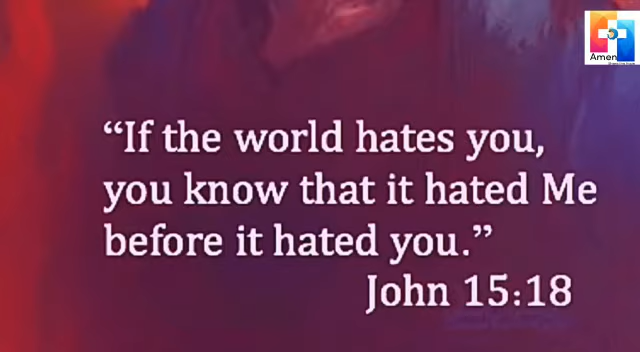 Amen
“If the world hates you,
you know that it hated Me
before it hated you.”
John 15:18